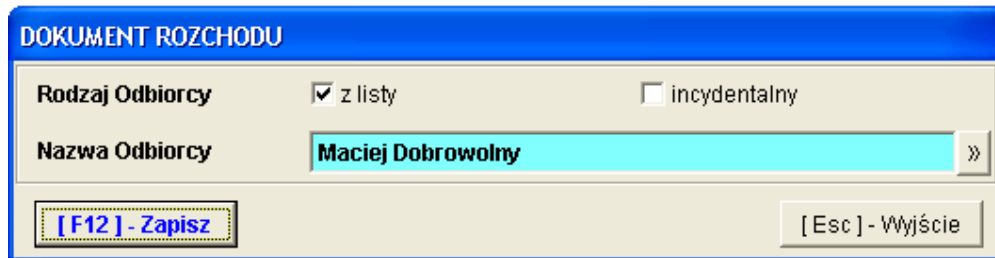 DOKUMENT ROZCHODU
Rodzaj Odbiorcy z listy incydentalny
Nazwa Odbiorcy Maciej Dobrowolny »
[ F12 ] - Zapisz [ Esc ] - Wyjście